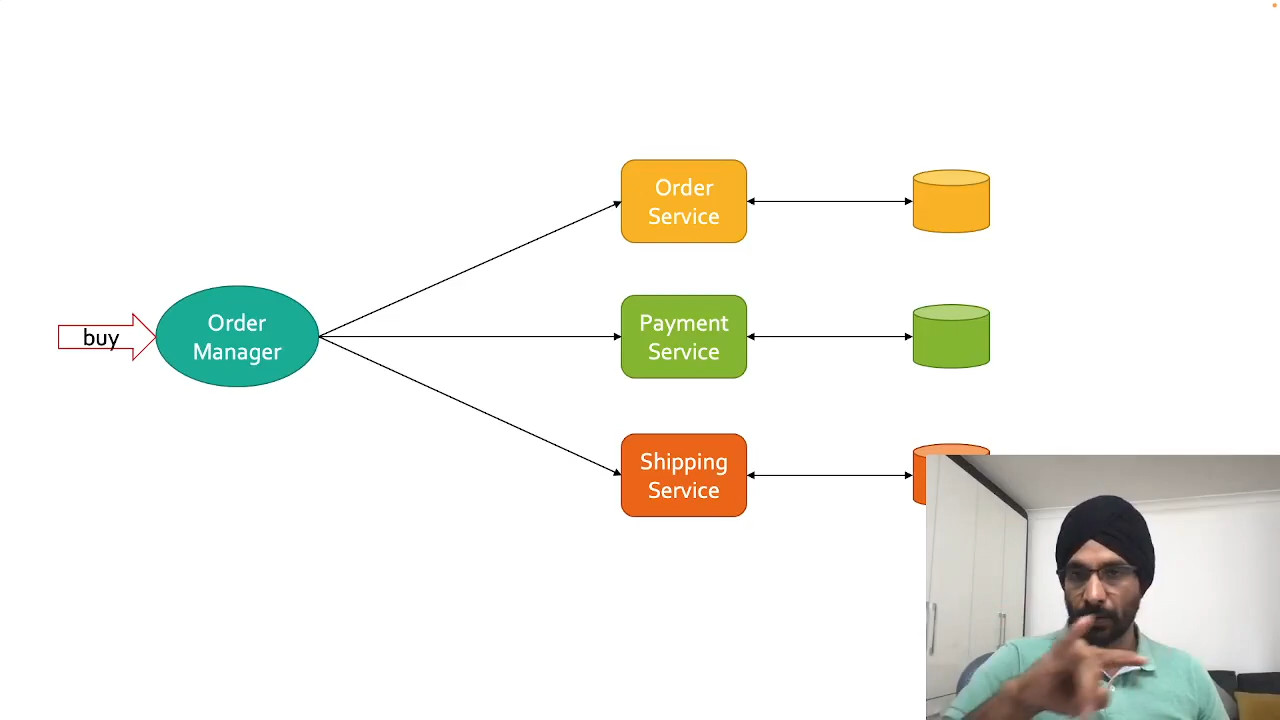 buy
Order
Manager
Order
Service
Payment
Service
Shipping
Service